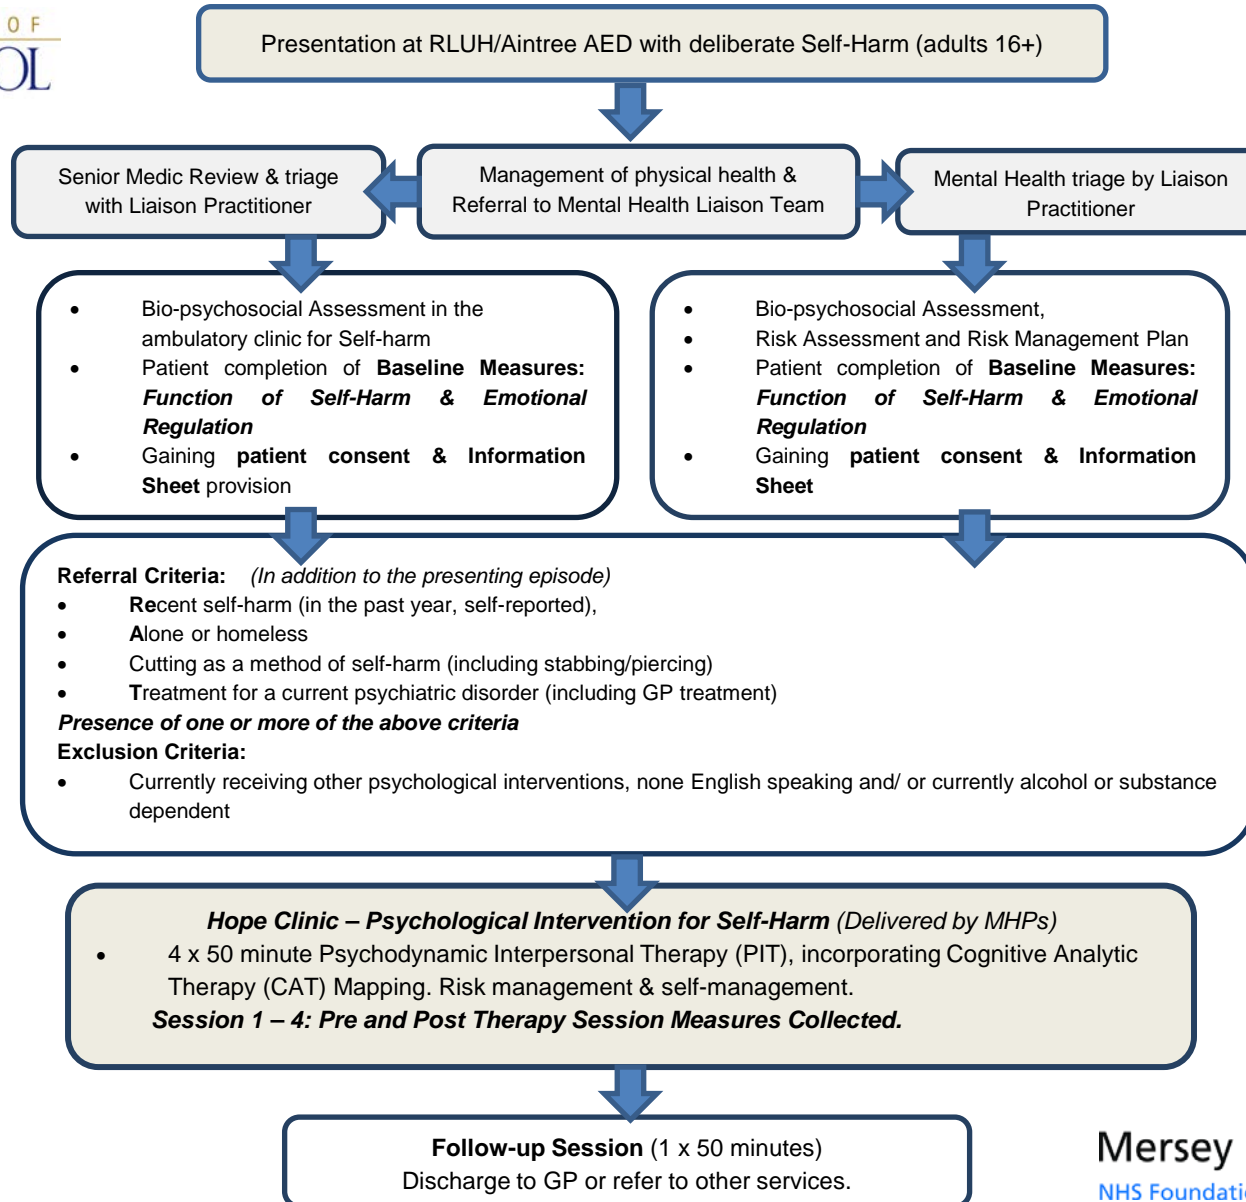 O F
OL
Presentation at RLUH/Aintree AED with deliberate Self-Harm (adults 16+)
Senior Medic Review & triage
with Liaison Practitioner
Management of physical health &
Referral to Mental Health Liaison Team
Mental Health triage by Liaison
Practitioner
• Bio-psychosocial Assessment in the
ambulatory clinic for Self-harm
• Patient completion of Baseline Measures:
Function of Self-Harm & Emotional
Regulation
• Gaining patient consent & Information
Sheet provision
• Bio-psychosocial Assessment,
• Risk Assessment and Risk Management Plan
• Patient completion of Baseline Measures:
Function of Self-Harm & Emotional
Regulation
• Gaining patient consent & Information
Sheet
Referral Criteria: (In addition to the presenting episode)
• Recent self-harm (in the past year, self-reported),
• Alone or homeless
• Cutting as a method of self-harm (including stabbing/piercing)
• Treatment for a current psychiatric disorder (including GP treatment)
Presence of one or more of the above criteria
Exclusion Criteria:
• Currently receiving other psychological interventions, none English speaking and/ or currently alcohol or substance
dependent
Hope Clinic – Psychological Intervention for Self-Harm (Delivered by MHPs)
• 4 x 50 minute Psychodynamic Interpersonal Therapy (PIT), incorporating Cognitive Analytic
Therapy (CAT) Mapping. Risk management & self-management.
Session 1 – 4: Pre and Post Therapy Session Measures Collected.
Follow-up Session (1 x 50 minutes)
Discharge to GP or refer to other services.
Mersey
NHS Foundati